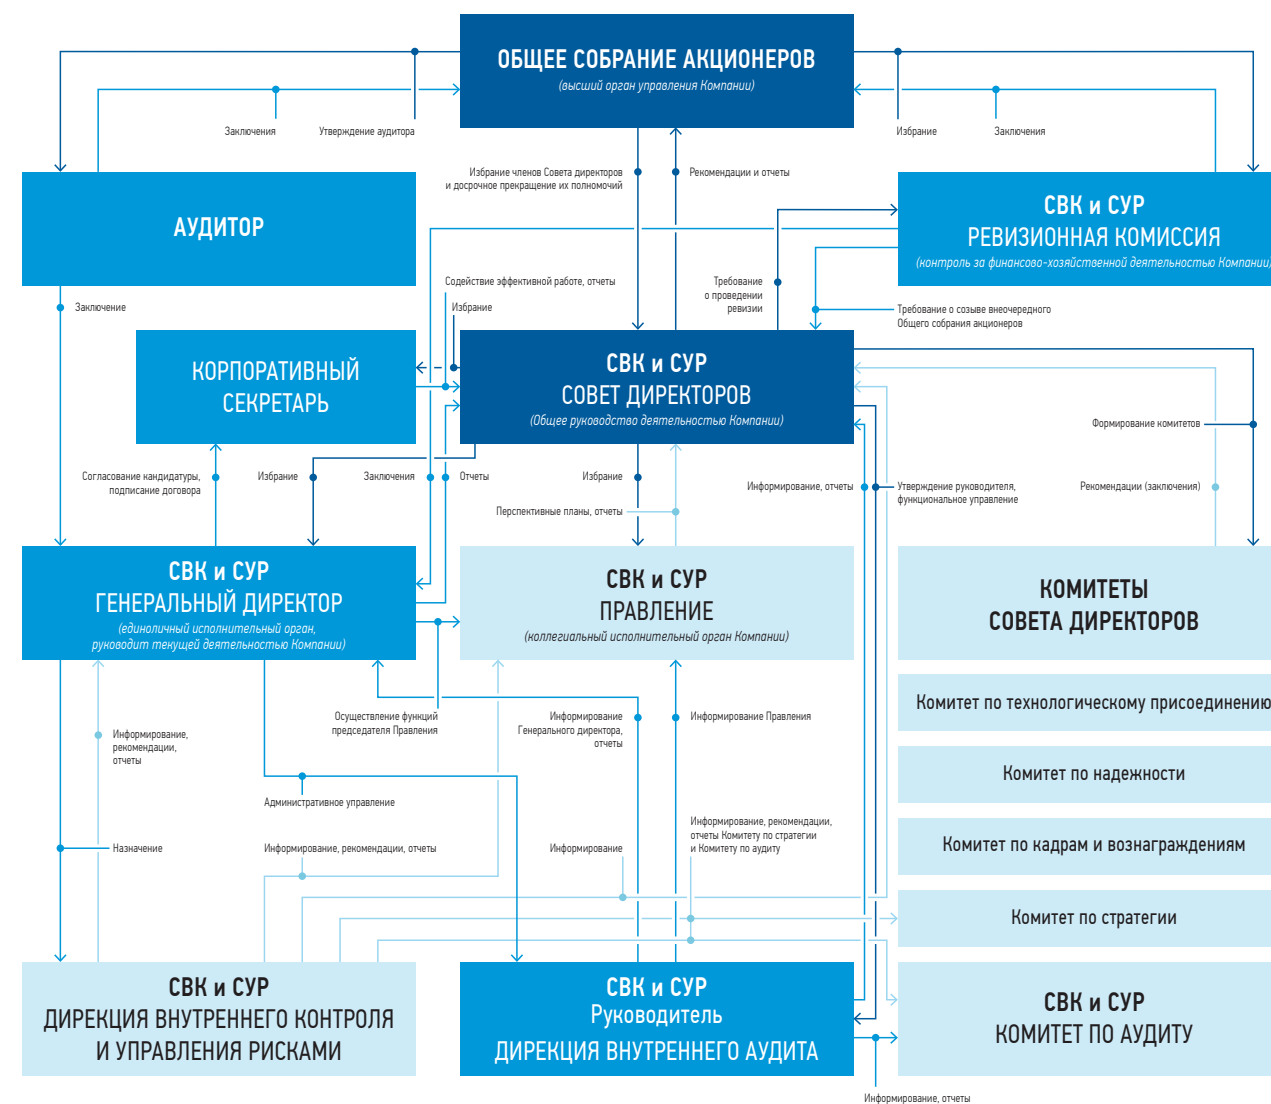 ОБЩЕЕ СОБРАНИЕ АКЦИОНЕРОВ
(высший орган управления Компании)
Заключения
Утверждение аудитора
Избрание
Заключения
Избрание членов Совета директоров
и досрочное прекращение их полномочий
Рекомендации и отчеты
АУДИТОР
СВК и СУР
РЕВИЗИОННАЯ КОМИССИЯ
(контроль за финансово-хозяйственной деятельностью Компании)
Содействие эффективной работе, отчеты
Требование
о проведении
ревизии
Заключение
Избрание
Требование о созыве внеочередного
Общего собрания акционеров
КОРПОРАТИВНЫЙ
СЕКРЕТАРЬ
СВК и СУР
СОВЕТ ДИРЕКТОРОВ
(Общее руководство деятельностью Компании)
Формирование комитетов
Согласование кандидатуры,
подписание договора
Избрание
Заключения
Отчеты
Избрание
Информирование, отчеты
Утверждение руководителя,
функциональное управление
Рекомендации (заключения)
Перспективные планы, отчеты
СВК и СУР
ГЕНЕРАЛЬНЫЙ ДИРЕКТОР
(единоличный исполнительный орган,
руководит текущей деятельностью Компании)
СВК и СУР
ПРАВЛЕНИЕ
(коллегиальный исполнительный орган Компании)
КОМИТЕТЫ
СОВЕТА ДИРЕКТОРОВ
Комитет по технологическому присоединению
Осуществление функций
председателя Правления
Информирование
Генерального директора,
отчеты
Информирование Правления
Информирование,
рекомендации,
отчеты
Комитет по надежности
Административное управление
Информирование, рекомендации,
отчеты Комитету по стратегии
и Комитету по аудиту
Назначение
Информирование, рекомендации, отчеты
Информирование
Комитет по кадрам и вознаграждениям
Комитет по стратегии
СВК и СУР
ДИРЕКЦИЯ ВНУТРЕННЕГО КОНТРОЛЯ
И УПРАВЛЕНИЯ РИСКАМИ
СВК и СУР
Руководитель
ДИРЕКЦИЯ ВНУТРЕННЕГО АУДИТА
СВК и СУР
КОМИТЕТ ПО АУДИТУ
Информирование, отчеты